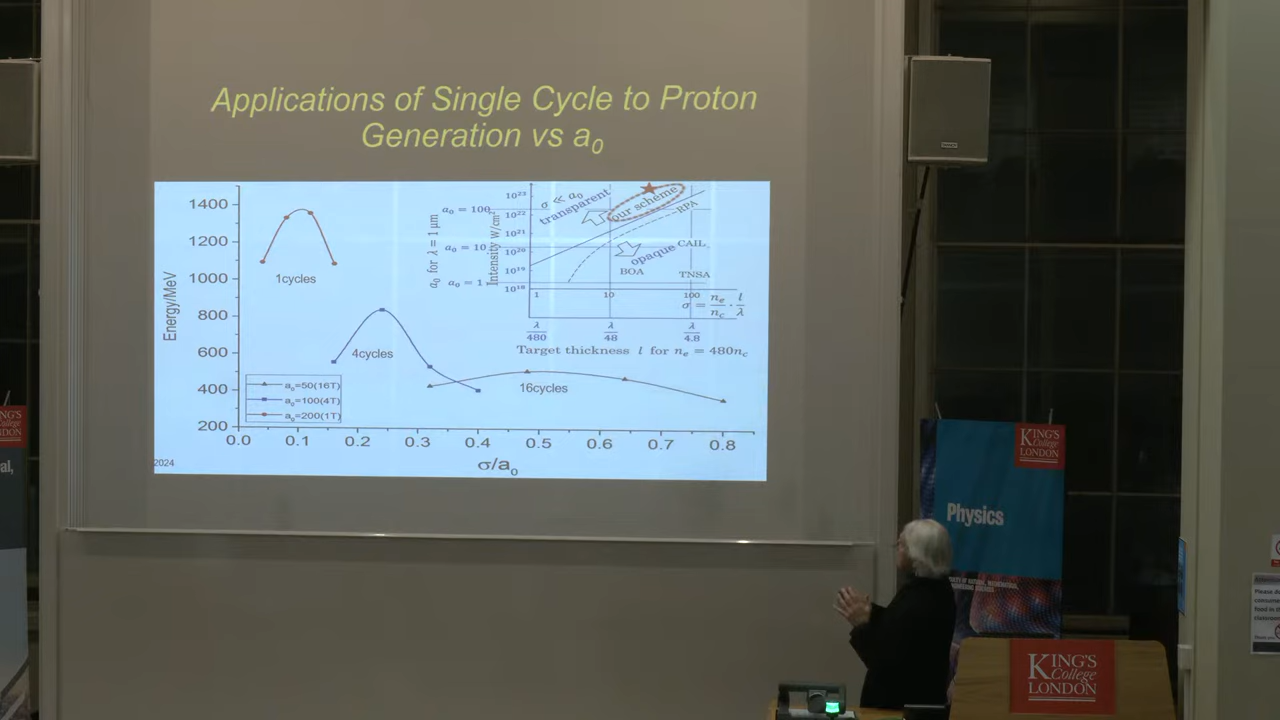 Applications of Single Cycle to Proton
Generation vs a₀
1400
1200
1000
800
600
400
200
Energy/MeV
0.0 0.1 0.2 0.3 0.4 0.5 0.6 0.7 0.8
σ/a₀
1cycles
4cycles
16cycles
a₀=50(16T)
a₀=100(4T)
a₀=200(1T)
2024
a₀ for λ = 1 μm
a₀ = 100
a₀ = 10
a₀ = 1
Intensity W/cm²
10²³
10²²
10²¹
10²⁰
10¹⁹
10¹⁸
σ ≪ a₀
transparent
our scheme
RPA
opaque
CAIL
BOA
TNSA
1 10 100
σ = nₑ/n꜀ · l/λ
λ/480 λ/48 λ/4.8
Target thickness l for nₑ = 480n꜀
KING'S
College
LONDON
Physics
KING'S
College
LONDON